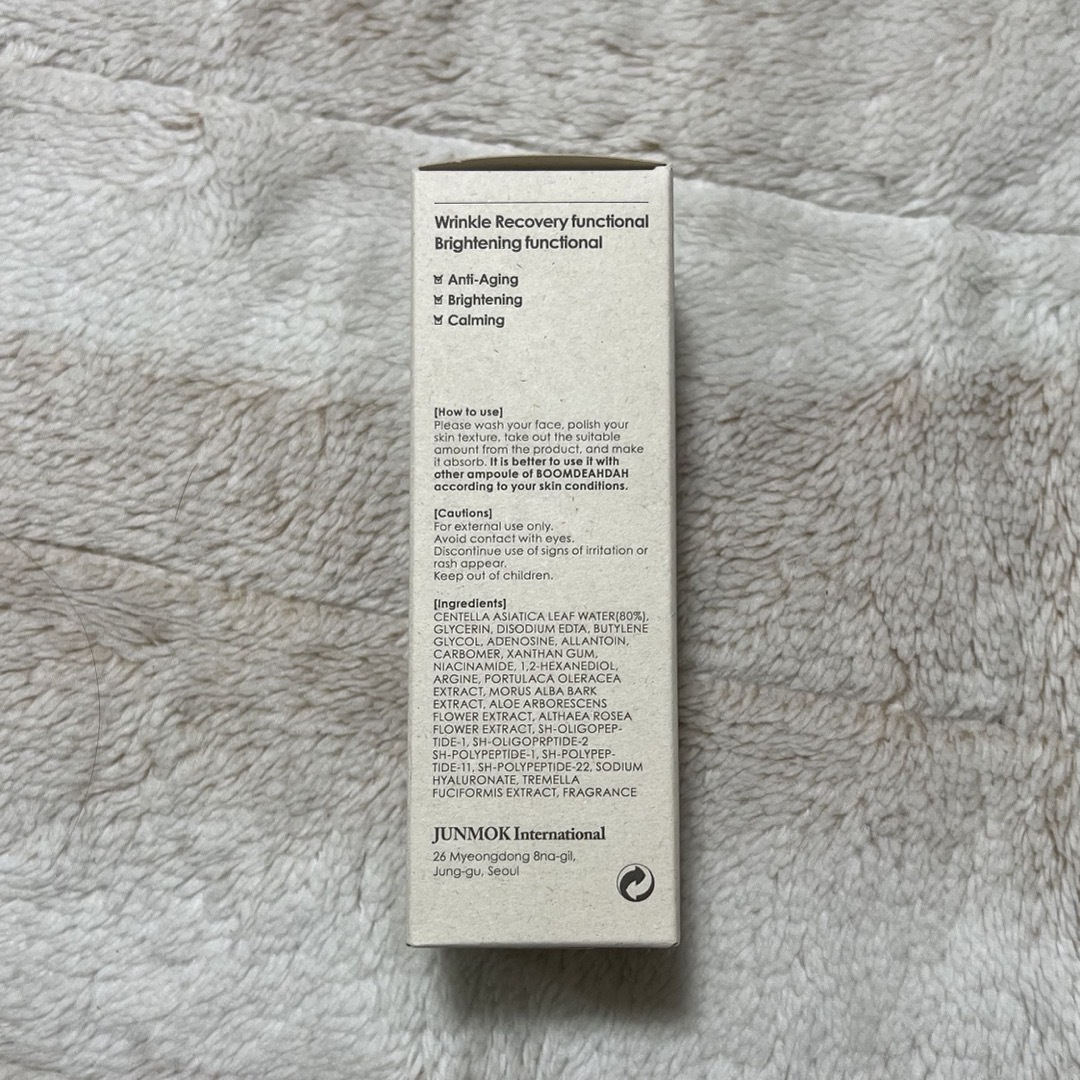 Wrinkle Recovery functional
Brightening functional
Anti-Aging
Brightening
Calming
[How to use]
Please wash your face, polish your
skin texture, take out the suitable
amount from the product, and make
it absorb. It is better to use it with
other ampoule of BOOMDEAHDAH
according to your skin conditions.
[Cautions]
For external use only.
Avoid contact with eyes.
Discontinue use of signs of irritation or
rash appear.
Keep out of children.
[Ingredients]
CENTELLA ASIATICA LEAF WATER(80%),
GLYCERIN, DISODIUM EDTA, BUTYLENE
GLYCOL, ADENOSINE, ALLANTOIN,
CARBOMER, XANTHAN GUM,
NIACINAMIDE, 1,2-HEXANEDIOL,
ARGINE, PORTULACA OLERACEA
EXTRACT, MORUS ALBA BARK
EXTRACT, ALOE ARBORESCENS
FLOWER EXTRACT, ALTHAEA ROSEA
FLOWER EXTRACT, SH-OLIGOPEP-
TIDE-1, SH-OLIGOPRPTIDE-2
SH-POLYPEPTIDE-1, SH-POLYPEP-
TIDE-11, SH-POLYPEPTIDE-22, SODIUM
HYALURONATE, TREMELLA
FUCIFORMIS EXTRACT, FRAGRANCE
JUNMOK International
26 Myeongdong 8na-gil,
Jung-gu, Seoul